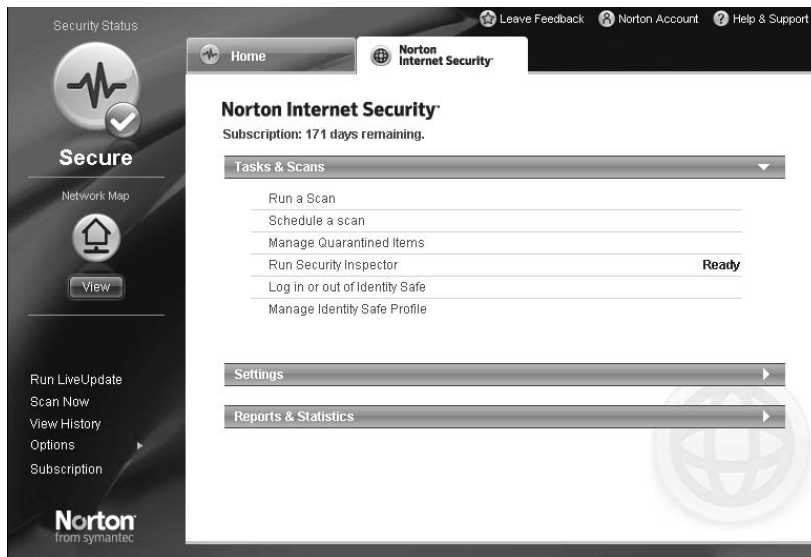 Security Status
Leave Feedback
Norton Account
Help & Support
Home
Norton
Internet Security
Norton Internet Security
Subscription: 171 days remaining.
Secure
Tasks & Scans
Network Map
Run a Scan
Schedule a scan
Manage Quarantined Items
Run Security Inspector
Ready
View
Log in or out of Identity Safe
Manage Identity Safe Profile
Run LiveUpdate
Settings
Scan Now
View History
Reports & Statistics
Options
Subscription
Norton
from symantec